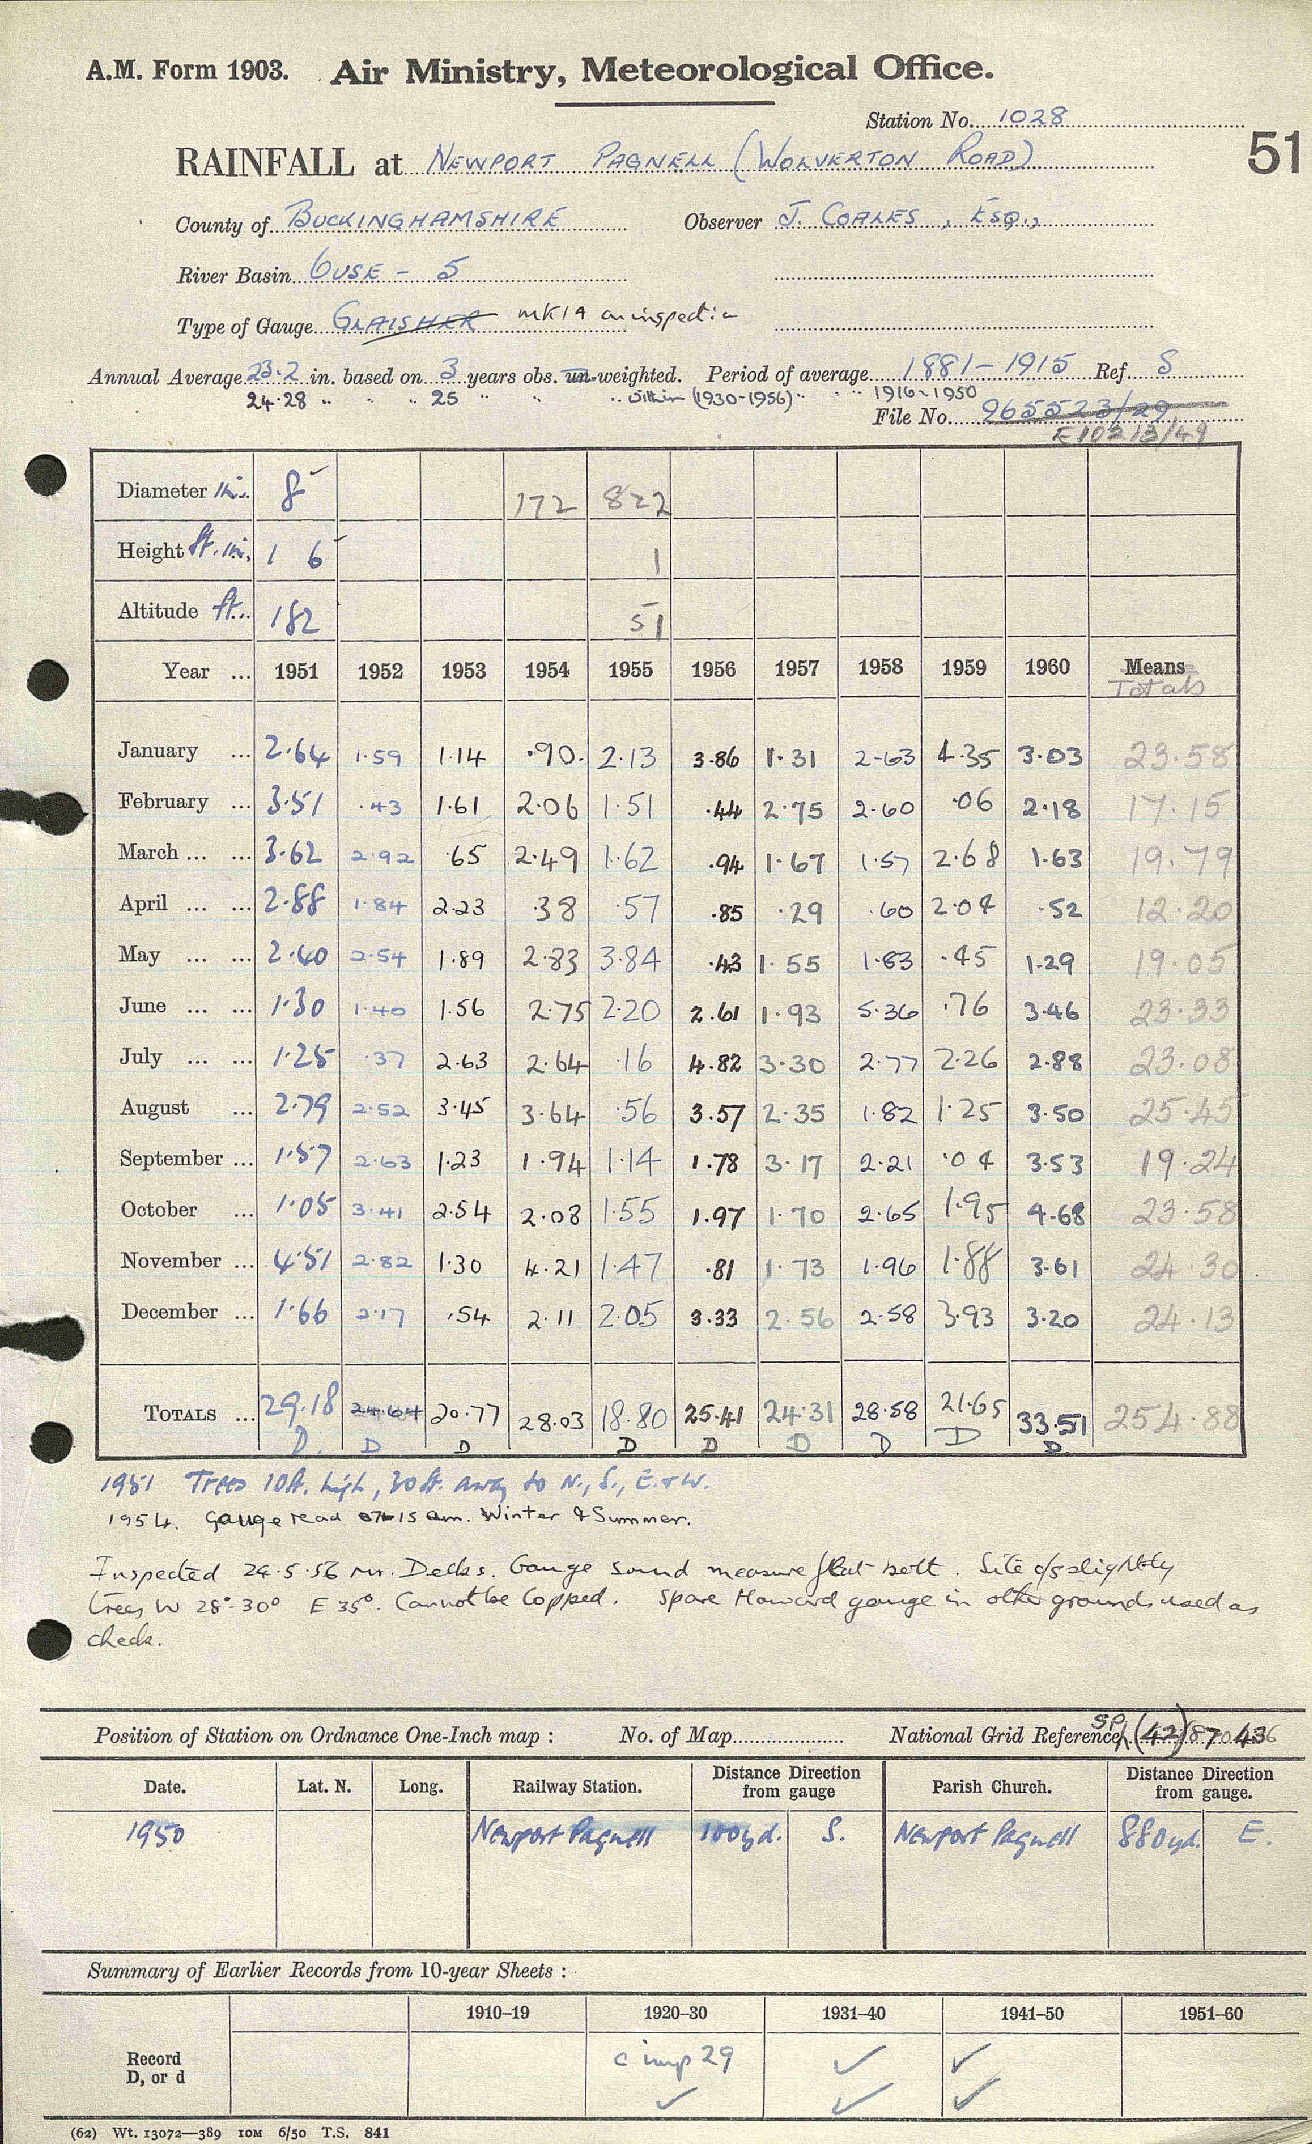 A.M. Form 1903. Air Ministry, Meteorological Office.
Station No. 1028
51
RAINFALL at NEWPORT PAGNELL (WOLVERTON ROAD)
County of BUCKINGHAMSHIRE Observer J. COALES, ESQ.,
River Basin OUSE - 5
Type of Gauge GLAISHER MK1A on inspection
Annual Average 23.2 in. based on 3 years obs. un-weighted. Period of average 1881-1915 Ref. S
24.28 " " " 25 " " " within (1930-1956) " " " 1916-1950
File No. 965523/29
E10213/49
Diameter in. 8 172 822
Height ft. in. 1 6 1
Altitude ft. 182 51
Year ... 1951 1952 1953 1954 1955 1956 1957 1958 1959 1960 Means
Totals
January ... 2.64 1.59 1.14 .90 2.13 3.86 1.31 2.63 4.35 3.03 23.58
February ... 3.51 .43 1.61 2.06 1.51 .44 2.75 2.60 .06 2.18 17.15
March ... ... 3.62 2.92 .65 2.49 1.62 .94 1.67 1.57 2.68 1.63 19.79
April ... ... 2.88 1.84 2.23 .38 .57 .85 .29 .60 2.04 .52 12.20
May ... ... 2.40 2.54 1.89 2.83 3.84 .43 1.55 1.83 .45 1.29 19.05
June ... ... 1.30 1.40 1.56 2.75 2.20 2.61 1.93 5.36 .76 3.46 23.33
July ... ... 1.25 .37 2.63 2.64 .16 4.82 3.30 2.77 2.26 2.88 23.08
August ... 2.79 2.52 3.45 3.64 .56 3.57 2.35 1.82 1.25 3.50 25.45
September ... 1.57 2.63 1.23 1.94 1.14 1.78 3.17 2.21 .04 3.53 19.24
October ... 1.05 3.41 2.54 2.08 1.55 1.97 1.70 2.65 1.95 4.68 23.58
November ... 4.51 2.82 1.30 4.21 1.47 .81 1.73 1.96 1.88 3.61 24.30
December ... 1.66 2.17 .54 2.11 2.05 3.33 2.56 2.58 3.93 3.20 24.13
TOTALS ... 29.18 24.64 20.77 28.03 18.80 25.41 24.31 28.58 21.65 33.51 254.88
D. D D D D D D D D
1951 Trees 10ft. high, 30ft. away to N., S., E. & W.
1954. Gauge read at 15 am. Winter & Summer.
Inspected 24.5.56 Mr. Decks. Gauge sound measure flat bott. Site o/g slightly
trees W 28°-30° E 35°. Cannot be lopped. Spare Howard gauge in other grounds used as
check.
Position of Station on Ordnance One-Inch map : No. of Map National Grid Reference SP (42) 870 436
Date. Lat. N. Long. Railway Station. Distance Direction from gauge Parish Church. Distance Direction from gauge.
1950 Newport Pagnell 100yd. S. Newport Pagnell 880yd. E.
Summary of Earlier Records from 10-year Sheets :
1910–19 1920–30 1931–40 1941–50 1951–60
Record c imp 29 ✓ ✓
D, or d ✓ ✓ ✓
(62) Wt. 13072—389 IOM 6/50 T.S. 841